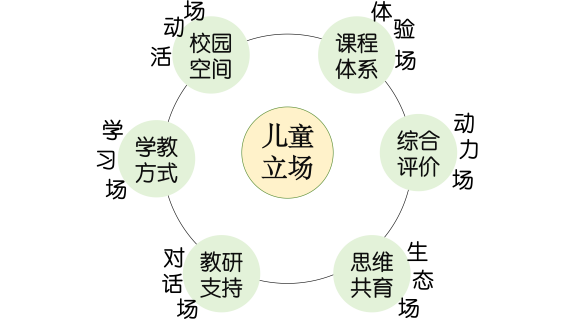 活动场
校园
空间
体验场
课程
体系
动力场
综合
评价
生态场
思维
共育
对话场
教研
支持
学习场
学教
方式
儿童
立场